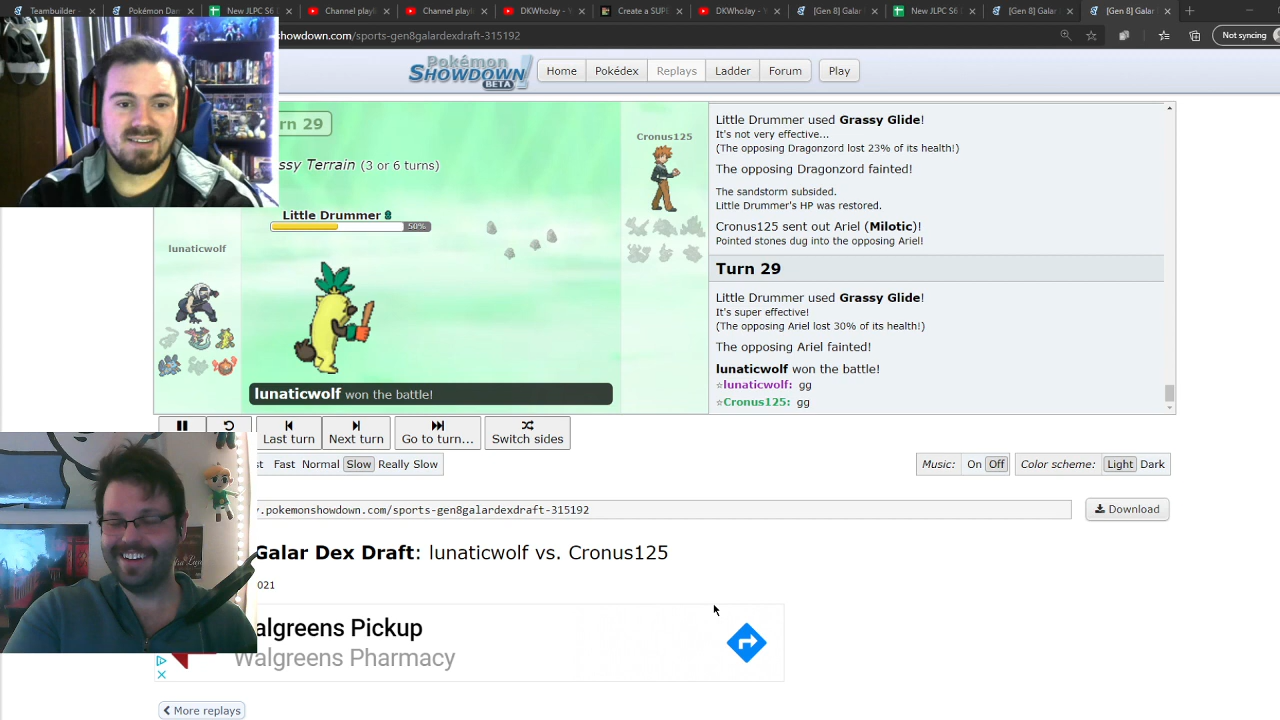 Teambuilder -
Pokémon Dan
New JLPC S6
Channel playl
Channel playl
DKWhoJay -
Create a SUPE
DKWhoJay -
[Gen 8] Galar
New JLPC S6
[Gen 8] Galar
[Gen 8] Galar
howdown.com/sports-gen8galardexdraft-315192
Not syncing
Pokémon
SHOWDOWN!
BETA
Home
Pokédex
Replays
Ladder
Forum
Play
rn 29
ssy Terrain (3 or 6 turns)
Cronus125
Little Drummer
50%
lunaticwolf
lunaticwolf won the battle!
Little Drummer used Grassy Glide!
It's not very effective...
(The opposing Dragonzord lost 23% of its health!)
The opposing Dragonzord fainted!
The sandstorm subsided.
Little Drummer's HP was restored.
Cronus125 sent out Ariel (Milotic)!
Pointed stones dug into the opposing Ariel!
Turn 29
Little Drummer used Grassy Glide!
It's super effective!
(The opposing Ariel lost 30% of its health!)
The opposing Ariel fainted!
lunaticwolf won the battle!
☆lunaticwolf: gg
☆Cronus125: gg
Last turn
Next turn
Go to turn...
Switch sides
st Fast Normal Slow Really Slow
Music: On Off
Color scheme: Light Dark
y.pokemonshowdown.com/sports-gen8galardexdraft-315192
Download
Galar Dex Draft: lunaticwolf vs. Cronus125
021
algreens Pickup
Walgreens Pharmacy
More replays